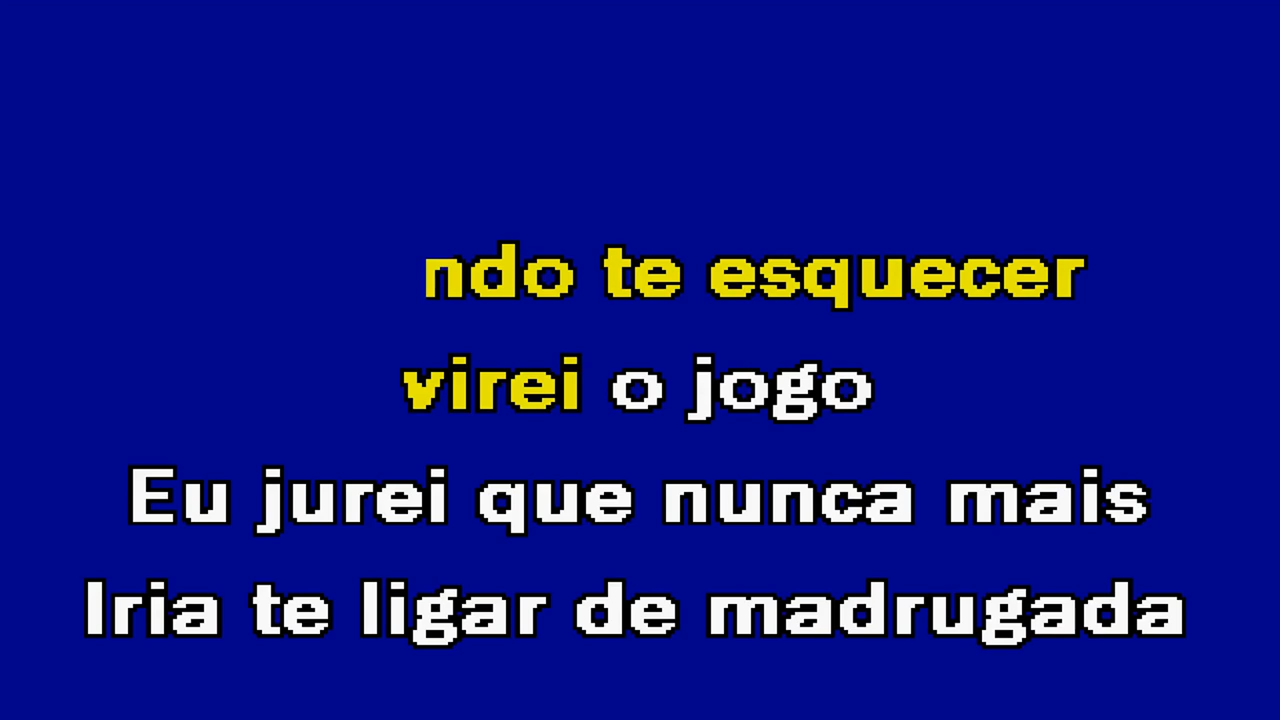 ndo te esquecer
virei o jogo
Eu jurei que nunca mais
Iria te ligar de madrugada